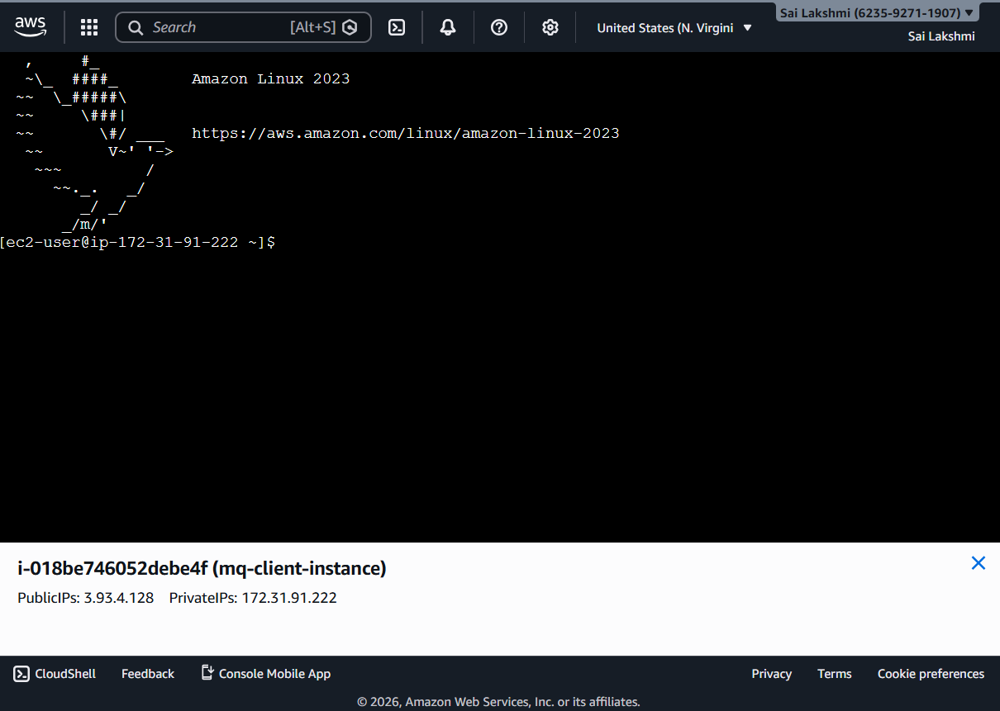 aws
Search [Alt+S]
United States (N. Virgini
Sai Lakshmi (6235-9271-1907)
Sai Lakshmi
   ,     #_
   ~\_  ####_        Amazon Linux 2023
  ~~  \_#####\
  ~~     \###|
  ~~       \#/ ___   https://aws.amazon.com/linux/amazon-linux-2023
   ~~       V~' '->
    ~~~         /
      ~~._.   _/
         _/ _/
       _/m/'
[ec2-user@ip-172-31-91-222 ~]$
i-018be746052debe4f (mq-client-instance)
PublicIPs: 3.93.4.128 PrivateIPs: 172.31.91.222
CloudShell Feedback Console Mobile App Privacy Terms Cookie preferences
© 2026, Amazon Web Services, Inc. or its affiliates.